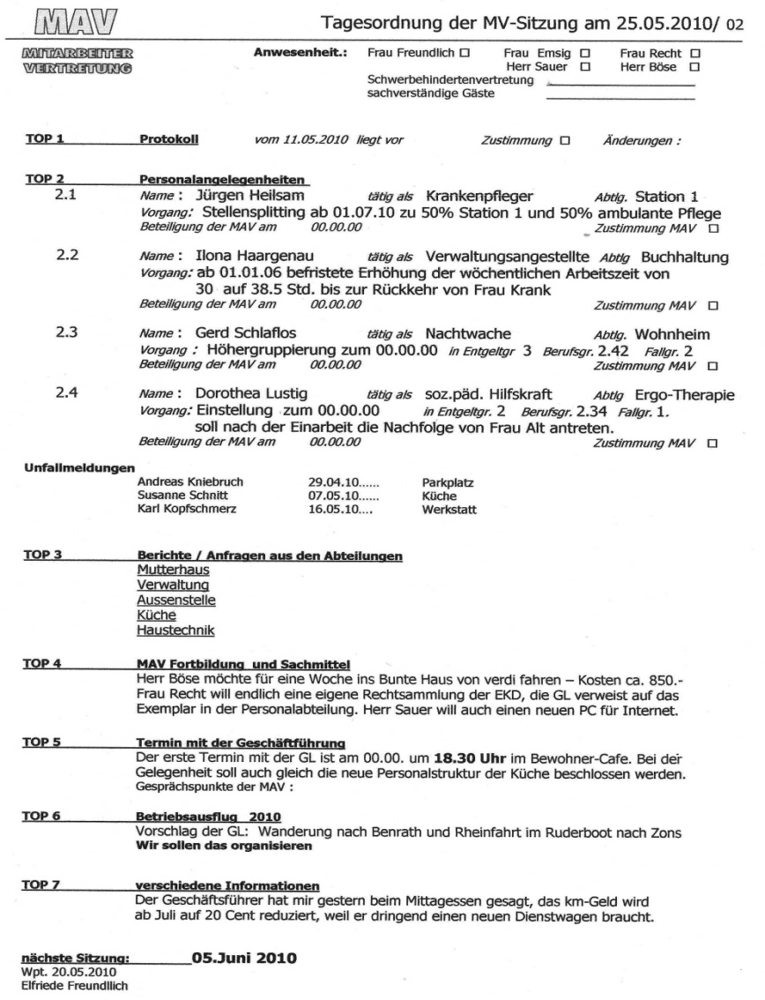 MAV Tagesordnung der MV-Sitzung am 25.05.2010/ 02
MITARBEITER
VERTRETUNG
Anwesenheit.: Frau Freundlich ☐ Frau Emsig ☐ Frau Recht ☐
Herr Sauer ☐ Herr Böse ☐
Schwerbehindertenvertretung
sachverständige Gäste
TOP 1 Protokoll vom 11.05.2010 liegt vor Zustimmung ☐ Änderungen :
TOP 2 Personalangelegenheiten
2.1 Name : Jürgen Heilsam tätig als Krankenpfleger Abtlg. Station 1
Vorgang: Stellensplitting ab 01.07.10 zu 50% Station 1 und 50% ambulante Pflege
Beteiligung der MAV am 00.00.00 Zustimmung MAV ☐
2.2 Name : Ilona Haargenau tätig als Verwaltungsangestellte Abtlg Buchhaltung
Vorgang: ab 01.01.06 befristete Erhöhung der wöchentlichen Arbeitszeit von
30 auf 38.5 Std. bis zur Rückkehr von Frau Krank
Beteiligung der MAV am 00.00.00 Zustimmung MAV ☐
2.3 Name : Gerd Schlaflos tätig als Nachtwache Abtlg. Wohnheim
Vorgang : Höhergruppierung zum 00.00.00 in Entgeltgr 3 Berufsgr. 2.42 Fallgr. 2
Beteiligung der MAV am 00.00.00 Zustimmung MAV ☐
2.4 Name : Dorothea Lustig tätig als soz.päd. Hilfskraft Abtlg Ergo-Therapie
Vorgang: Einstellung zum 00.00.00 in Entgeltgr. 2 Berufsgr. 2.34 Fallgr. 1.
soll nach der Einarbeit die Nachfolge von Frau Alt antreten.
Beteiligung der MAV am 00.00.00 Zustimmung MAV ☐
Unfallmeldungen
Andreas Kniebruch 29.04.10...... Parkplatz
Susanne Schnitt 07.05.10...... Küche
Karl Kopfschmerz 16.05.10.... Werkstatt
TOP 3 Berichte / Anfragen aus den Abteilungen
Mutterhaus
Verwaltung
Aussenstelle
Küche
Haustechnik
TOP 4 MAV Fortbildung und Sachmittel
Herr Böse möchte für eine Woche ins Bunte Haus von verdi fahren – Kosten ca. 850.-
Frau Recht will endlich eine eigene Rechtsammlung der EKD, die GL verweist auf das
Exemplar in der Personalabteilung. Herr Sauer will auch einen neuen PC für Internet.
TOP 5 Termin mit der Geschäftführung
Der erste Termin mit der GL ist am 00.00. um 18.30 Uhr im Bewohner-Cafe. Bei der
Gelegenheit soll auch gleich die neue Personalstruktur der Küche beschlossen werden.
Gesprächspunkte der MAV :
TOP 6 Betriebsausflug 2010
Vorschlag der GL: Wanderung nach Benrath und Rheinfahrt im Ruderboot nach Zons
Wir sollen das organisieren
TOP 7 verschiedene Informationen
Der Geschäftsführer hat mir gestern beim Mittagessen gesagt, das km-Geld wird
ab Juli auf 20 Cent reduziert, weil er dringend einen neuen Dienstwagen braucht.
nächste Sitzung: 05.Juni 2010
Wpt. 20.05.2010
Elfriede Freundllich